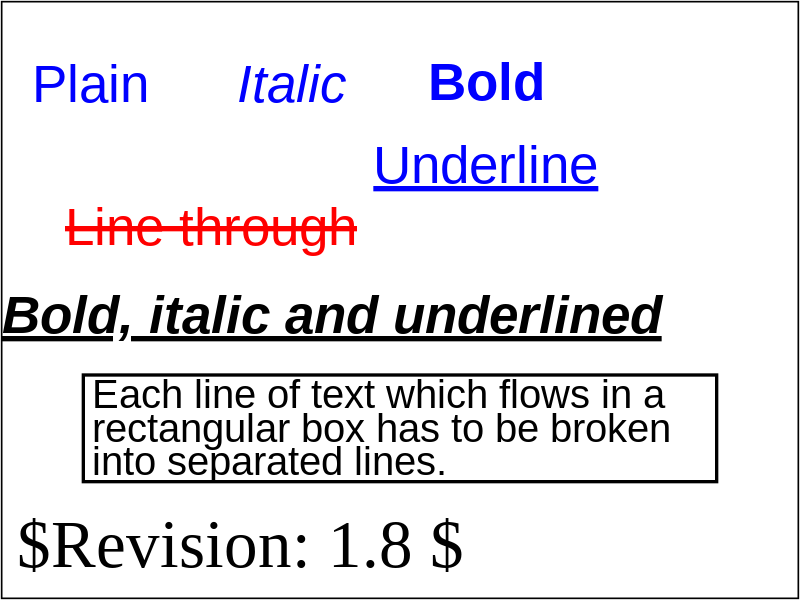 Plain Italic Bold
Underline
Line through
Bold, italic and underlined
Each line of text which flows in a
rectangular box has to be broken
into separated lines.
$Revision: 1.8 $